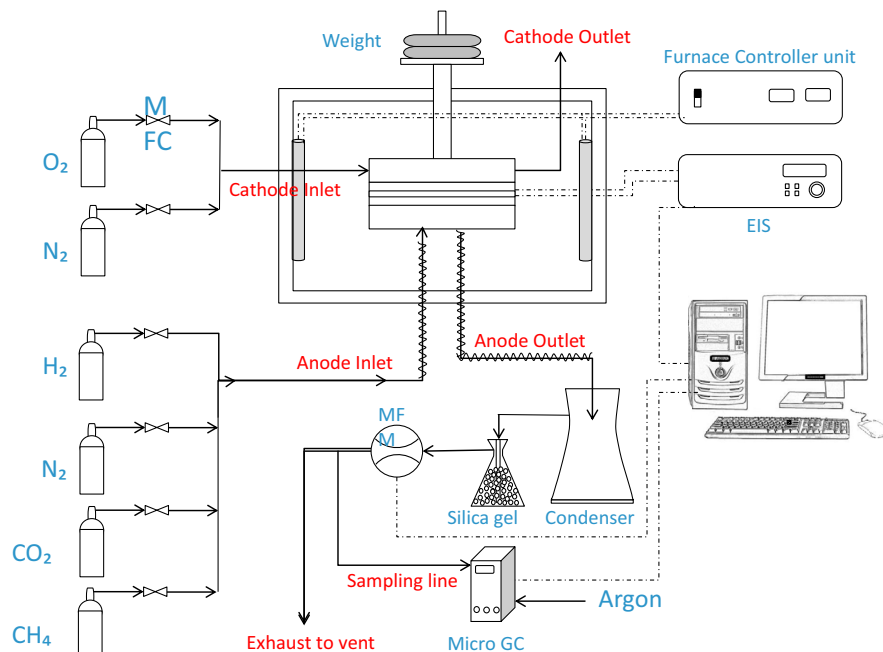 Weight
Cathode Outlet
Furnace Controller unit
M
FC
O₂
Cathode Inlet
N₂
EIS
H₂
Anode Inlet
Anode Outlet
N₂
MF
M
Silica gel
Condenser
CO₂
Sampling line
Argon
CH₄
Exhaust to vent
Micro GC